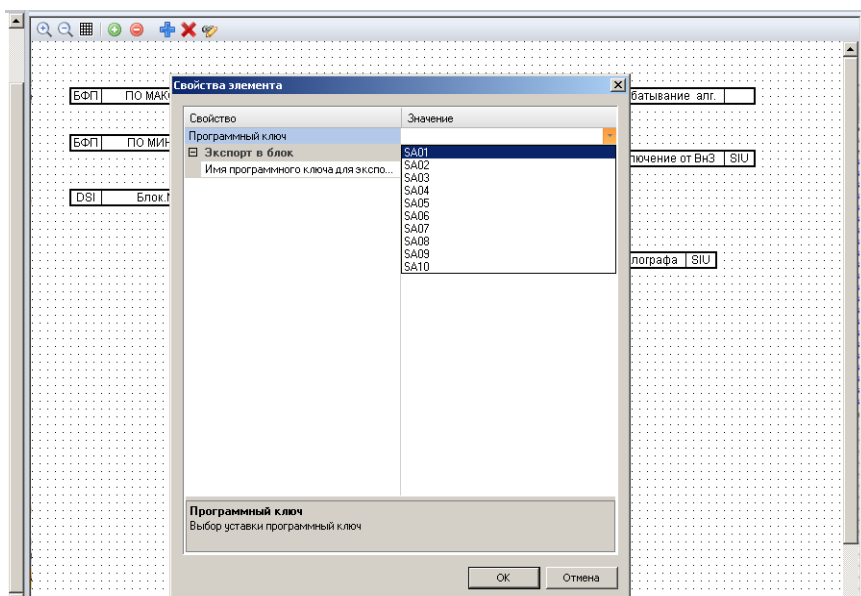 Свойства элемента
Свойство Значение
Программный ключ
Экспорт в блок
Имя программного ключа для экспо...
SA01
SA02
SA03
SA04
SA05
SA06
SA07
SA08
SA09
SA10
БФП ПО МАК
БФП ПО МИН
DSI Блок.
батывание алг.
лючение от ВнЗ SIU
лографа SIU
Программный ключ
Выбор уставки программный ключ
OK Отмена